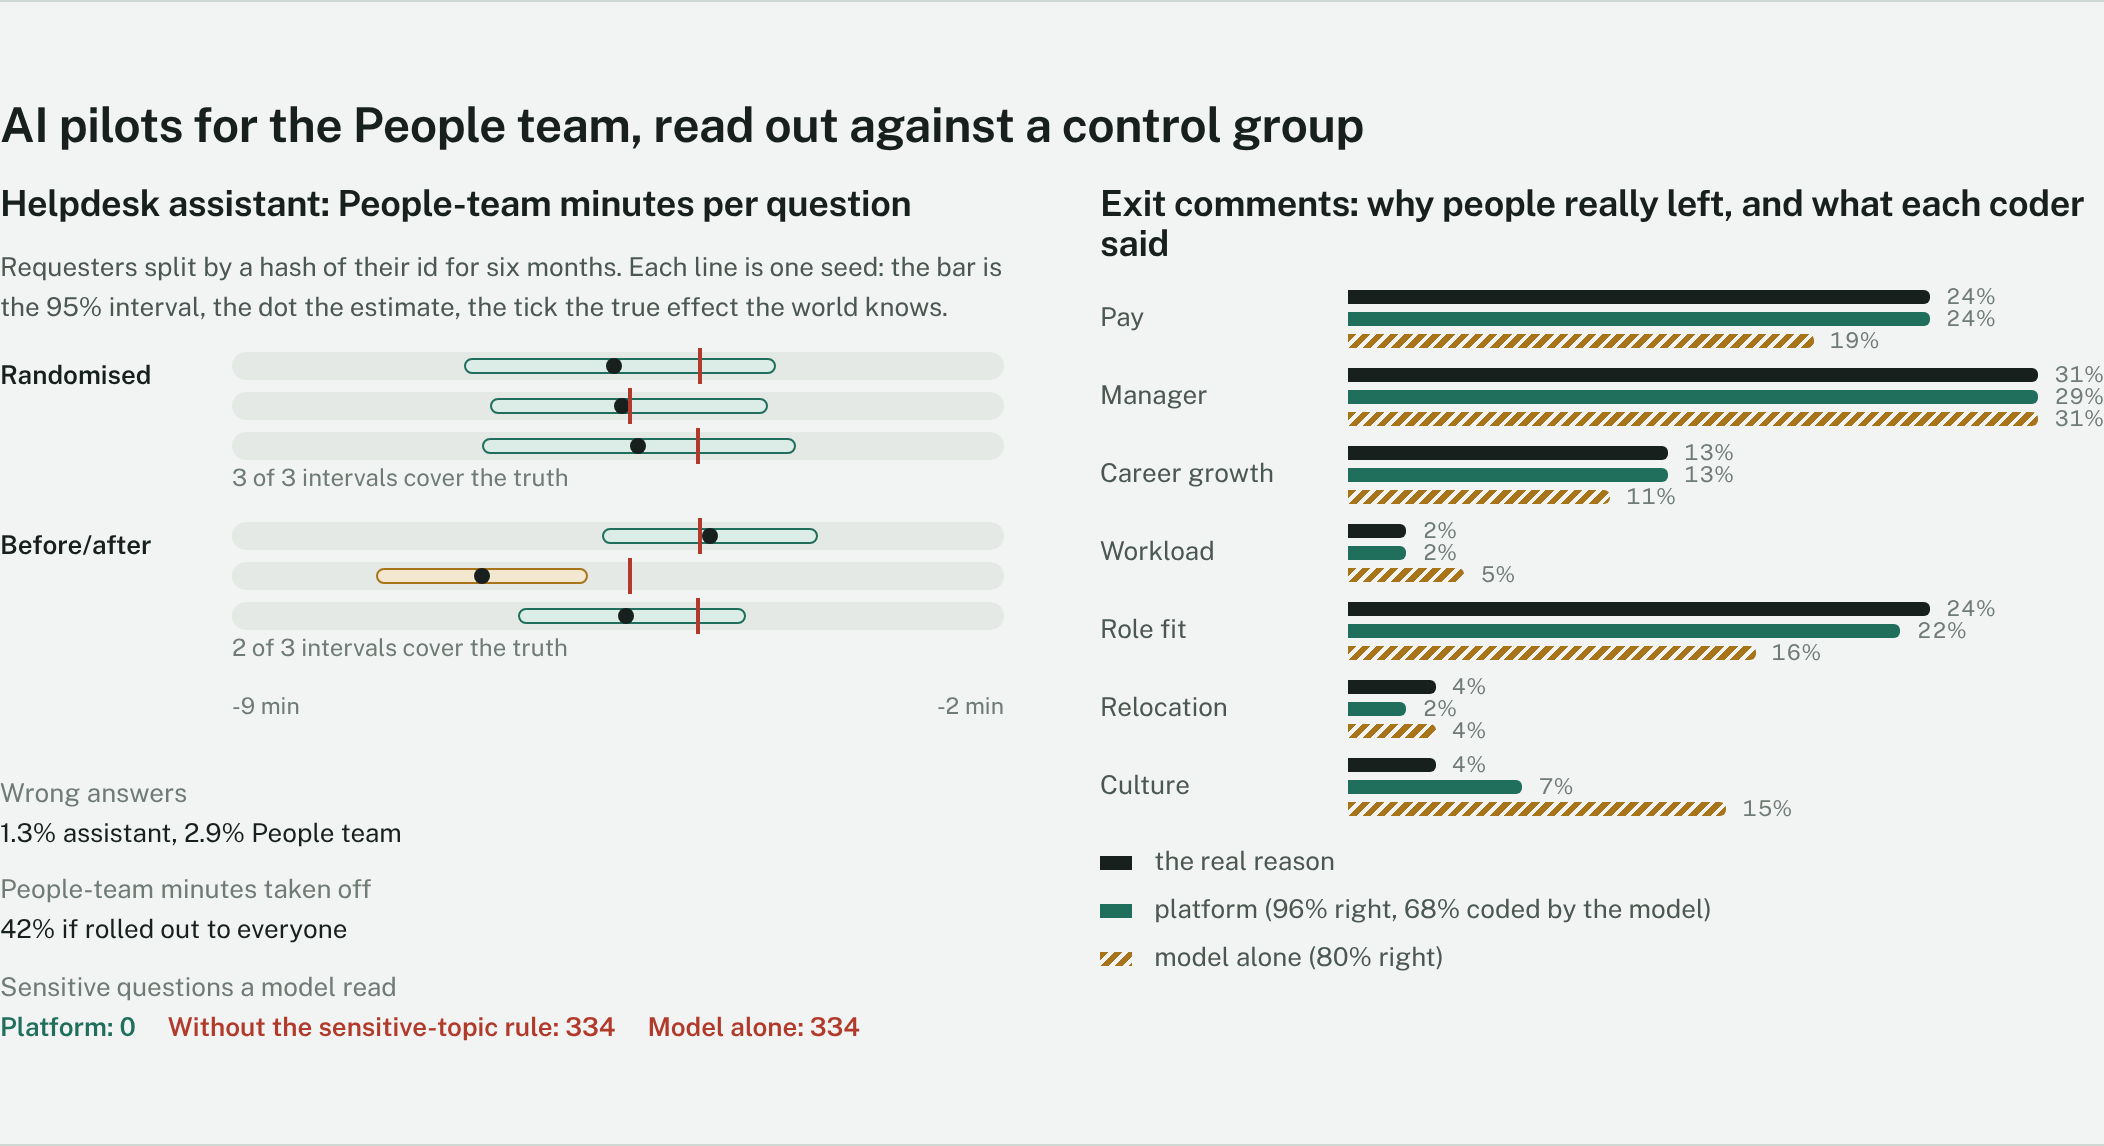 AI pilots for the People team, read out against a control group
Helpdesk assistant: People-team minutes per question
Requesters split by a hash of their id for six months. Each line is one seed: the bar is
the 95% interval, the dot the estimate, the tick the true effect the world knows.
Randomised
3 of 3 intervals cover the truth
Before/after
2 of 3 intervals cover the truth
-9 min
-2 min
Wrong answers
1.3% assistant, 2.9% People team
People-team minutes taken off
42% if rolled out to everyone
Sensitive questions a model read
Platform: 0 Without the sensitive-topic rule: 334 Model alone: 334
Exit comments: why people really left, and what each coder
said
Pay
24%
24%
19%
Manager
31%
29%
31%
Career growth
13%
13%
11%
Workload
2%
2%
5%
Role fit
24%
22%
16%
Relocation
4%
2%
4%
Culture
4%
7%
15%
the real reason
platform (96% right, 68% coded by the model)
model alone (80% right)